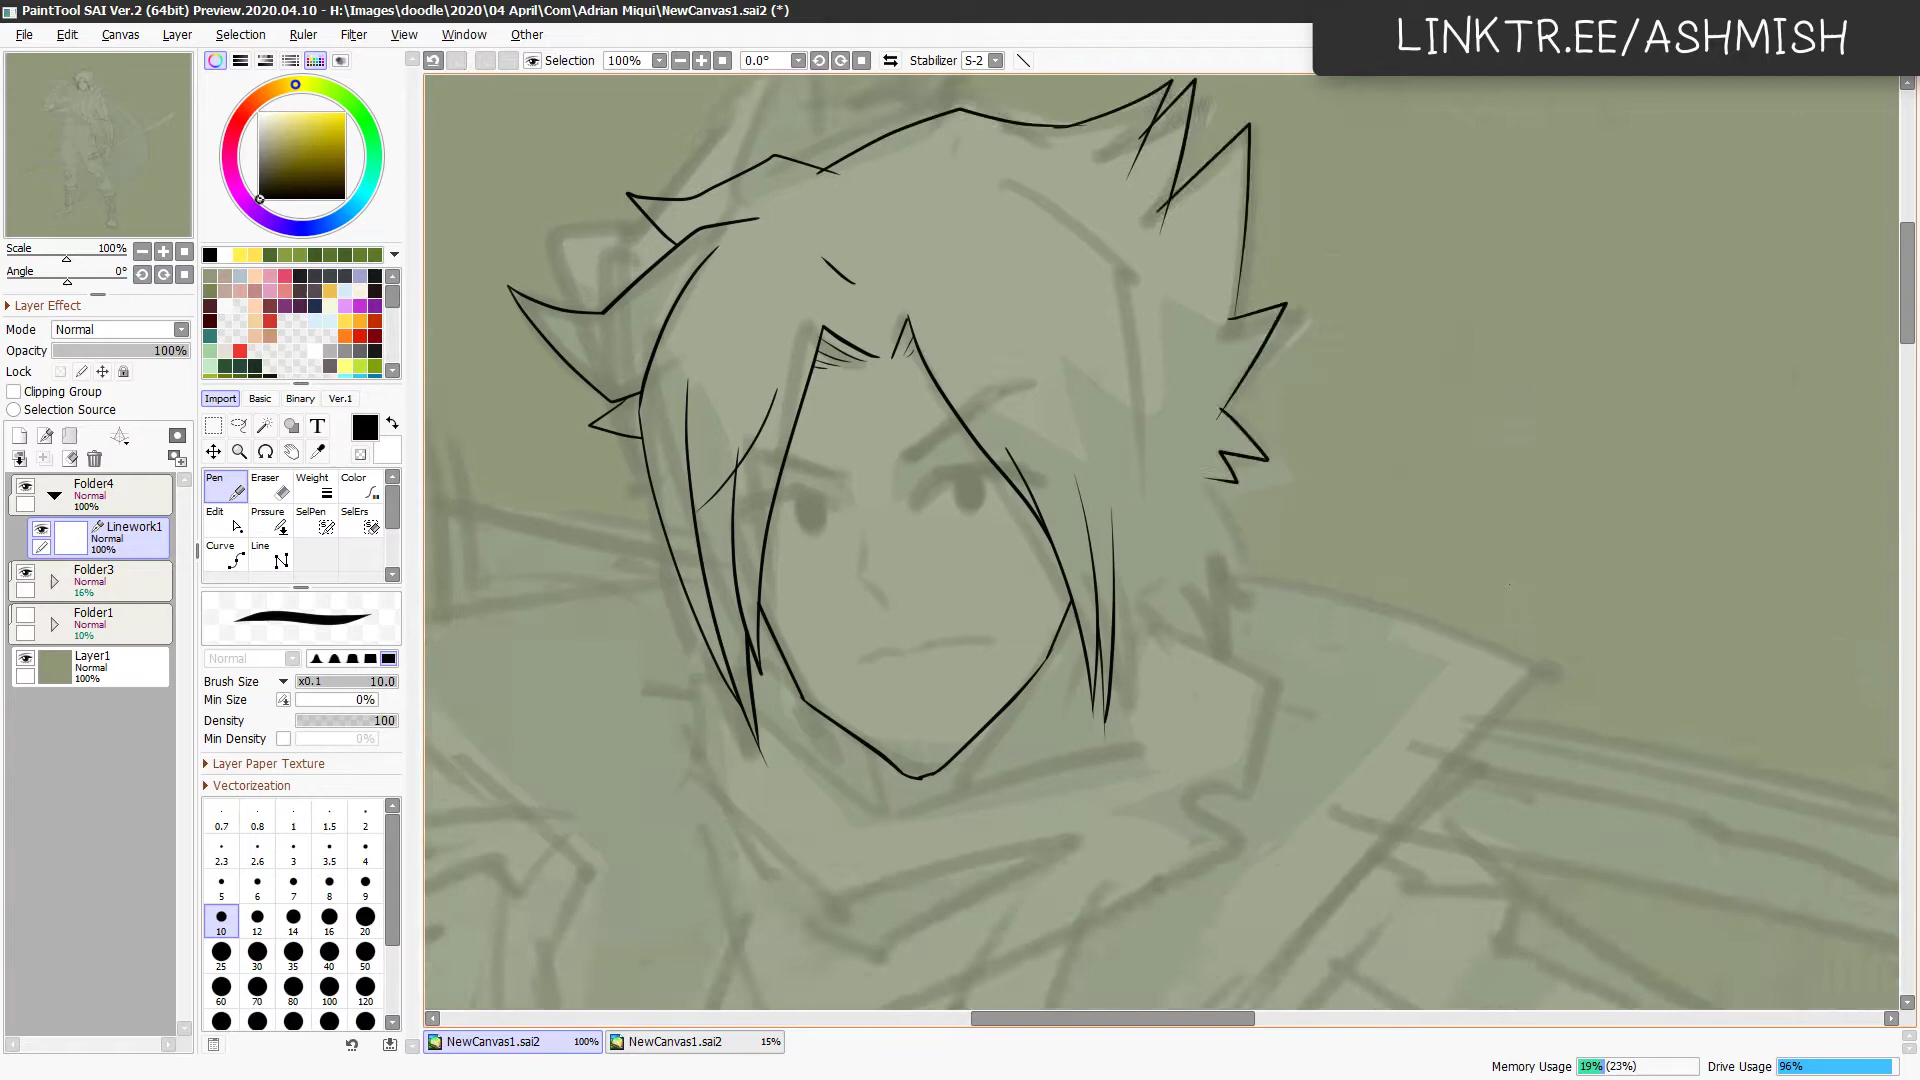 PaintTool SAI Ver.2 (64bit) Preview.2020.04.10 - H:\Images\doodle\2020\04 April\Com\Adrian Miqui\NewCanvas1.sai2 (*)
LINKTR.EE/ASHMISH
File Edit Canvas Layer Selection Ruler Filter View Window Other
Selection 100% 0.0° Stabilizer S-2
Scale 100%
Angle 0°
Layer Effect
Mode Normal
Opacity 100%
Lock
Clipping Group
Selection Source
Folder4
Normal
100%
Linework1
Normal
100%
Folder3
Normal
16%
Folder1
Normal
10%
Layer1
Normal
100%
Import Basic Binary Ver.1
T
Pen Eraser Weight Color
Edit Prssure SelPen SelErs
Curve Line
Normal
Brush Size x0.1 10.0
Min Size 0%
Density 100
Min Density 0%
Layer Paper Texture
Vectorization
0.7 0.8 1 1.5 2
2.3 2.6 3 3.5 4
5 6 7 8 9
10 12 14 16 20
25 30 35 40 50
60 70 80 100 120
NewCanvas1.sai2 100% NewCanvas1.sai2 15%
Memory Usage 19% (23%) Drive Usage 96%